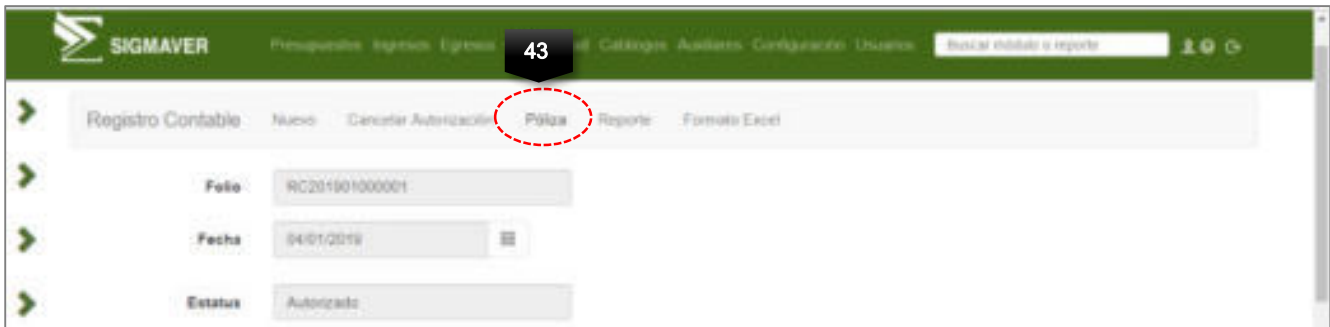 SIGMAVER
Presupuestos Ingresos Egresos Catálogos Auxiliares Configuración Usuarios Buscar módulo o reporte
43
Registro Contable Nuevo Cancelar Autorización Póliza Reporte Formato Excel
Folio RC201901000001
Fecha 04/01/2019
Estatus Autorizado